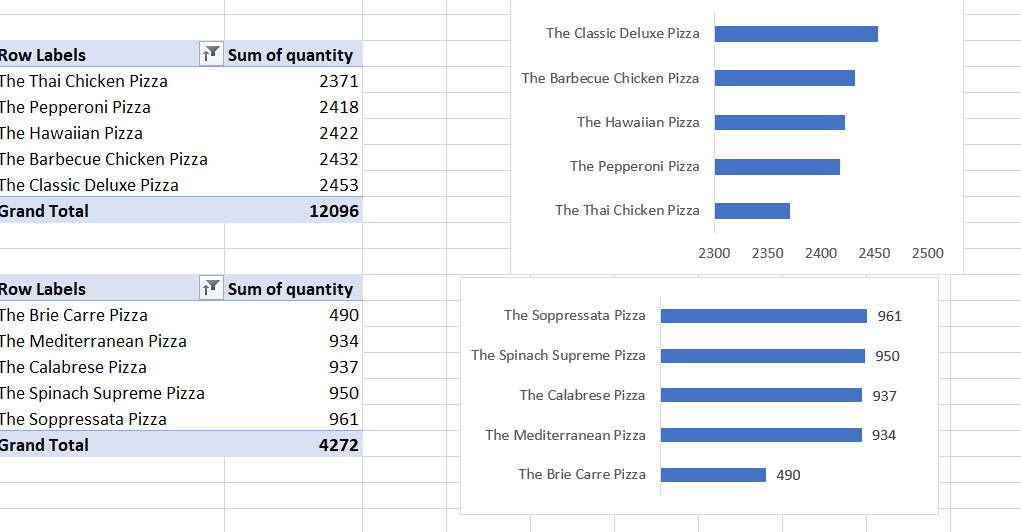 Row Labels Sum of quantity
The Thai Chicken Pizza 2371
The Pepperoni Pizza 2418
The Hawaiian Pizza 2422
The Barbecue Chicken Pizza 2432
The Classic Deluxe Pizza 2453
Grand Total 12096
The Classic Deluxe Pizza
The Barbecue Chicken Pizza
The Hawaiian Pizza
The Pepperoni Pizza
The Thai Chicken Pizza
2300 2350 2400 2450 2500
Row Labels Sum of quantity
The Brie Carre Pizza 490
The Mediterranean Pizza 934
The Calabrese Pizza 937
The Spinach Supreme Pizza 950
The Soppressata Pizza 961
Grand Total 4272
The Soppressata Pizza 961
The Spinach Supreme Pizza 950
The Calabrese Pizza 937
The Mediterranean Pizza 934
The Brie Carre Pizza 490